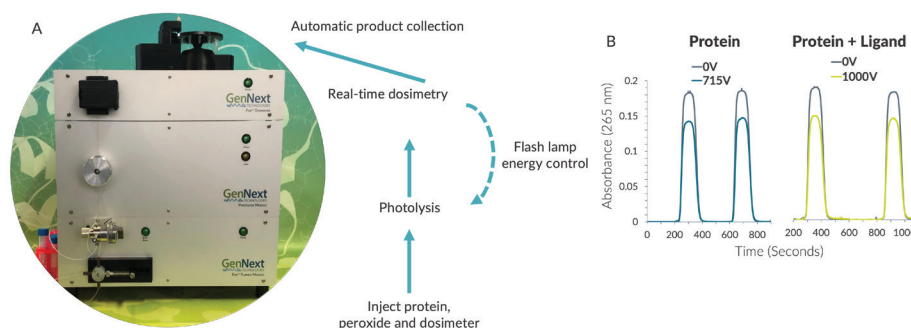 A
Automatic product collection
Real-time dosimetry
Flash lamp
energy control
Photolysis
Inject protein,
peroxide and dosimeter
GenNext
TECHNOLOGIES
GenNext
TECHNOLOGIES
GenNext
TECHNOLOGIES
B
Protein
0V
715V
Protein + Ligand
0V
1000V
Absorbance (265 nm)
0.2
0.15
0.1
0.05
0
0 200 400 600 800
200 400 600 800 100
Time (Seconds)